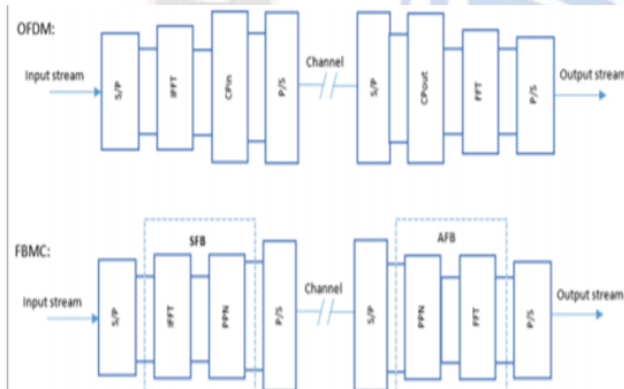 OFDM:
Input stream
S/P
IFFT
CPin
P/S
Channel
S/P
CPout
FFT
P/S
Output stream
FBMC:
SFB
AFB
Input stream
S/P
IFFT
PPN
P/S
Channel
S/P
PPN
FFT
P/S
Output stream